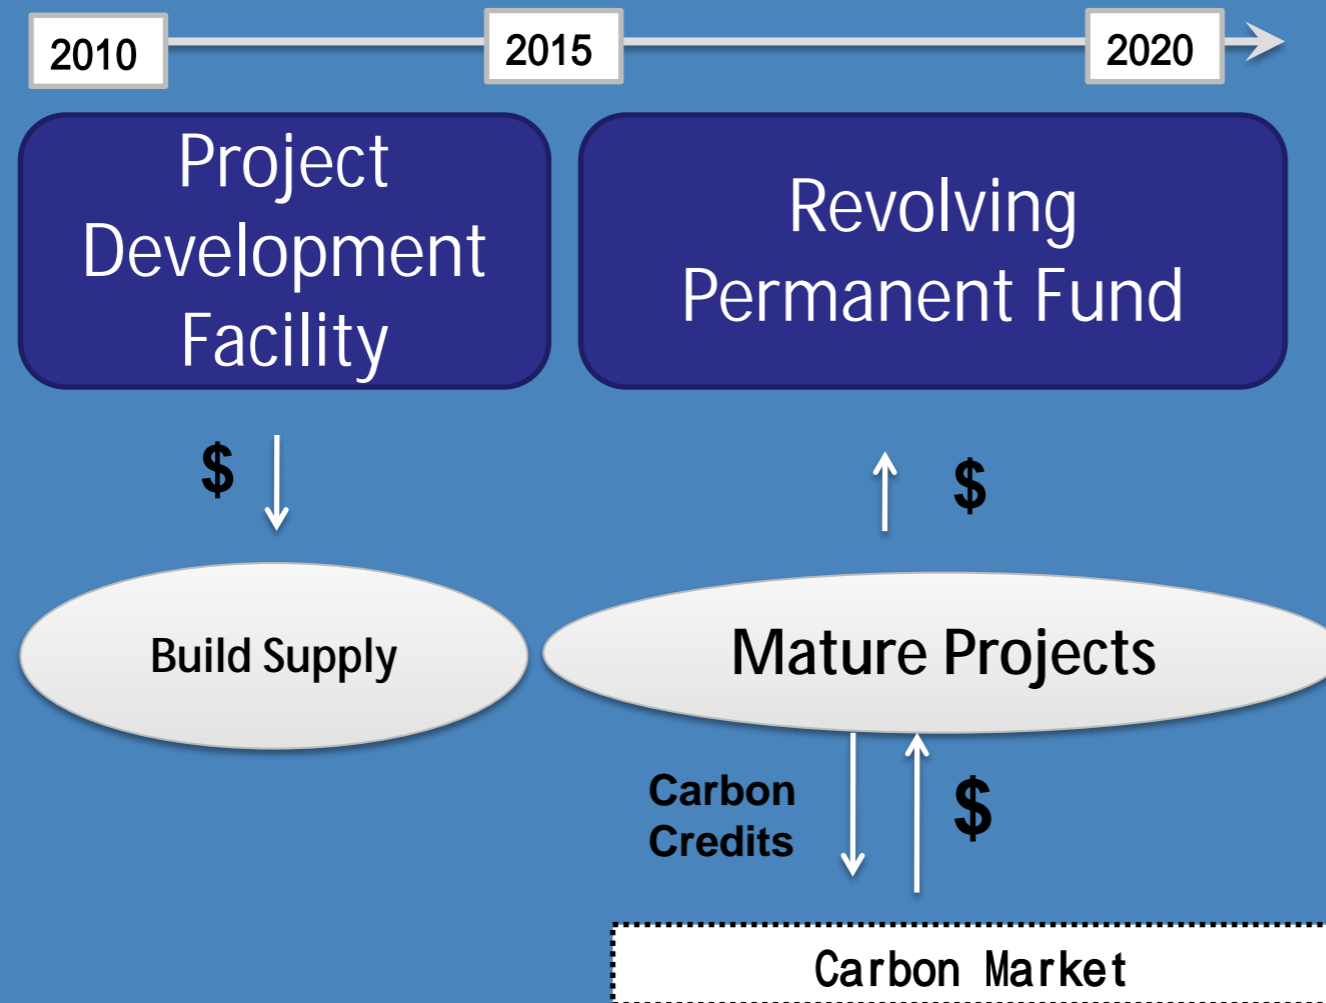 2010
2015
2020
Project
Development
Facility
Revolving
Permanent Fund
$
$
Build Supply
Mature Projects
Carbon
Credits
$
Carbon Market